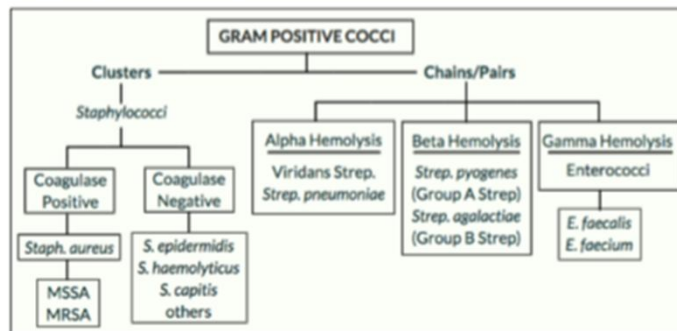 GRAM POSITIVE COCCI
Clusters
Chains/Pairs
Staphylococci
Coagulase
Positive
Staph. aureus
MSSA
MRSA
Coagulase
Negative
S. epidermidis
S. haemolyticus
S. capitis
others
Alpha Hemolysis
Viridans Strep.
Strep. pneumoniae
Beta Hemolysis
Strep. pyogenes
(Group A Strep)
Strep. agalactiae
(Group B Strep)
Gamma Hemolysis
Enterococci
E. faecalis
E. faecium